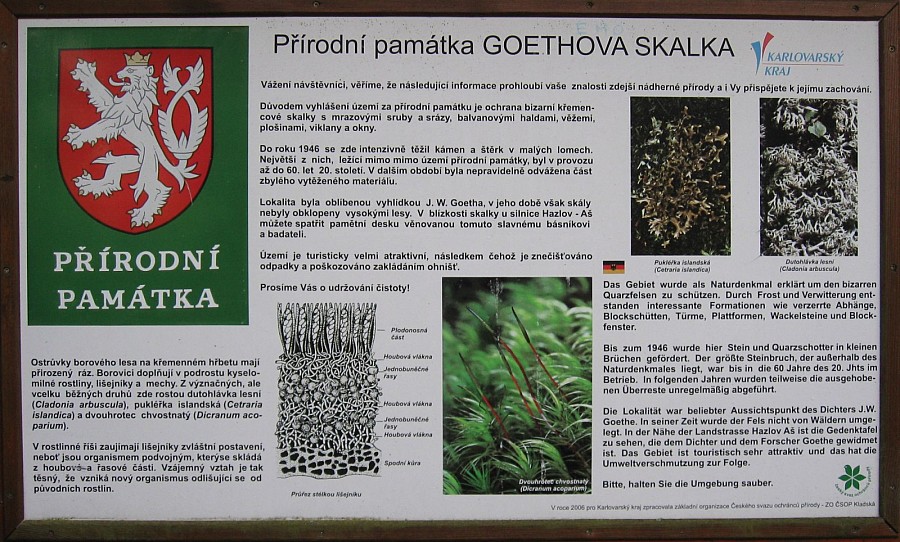 Přírodní památka GOETHOVA SKALKA
KARLOVARSKÝ
KRAJ
PŘÍRODNÍ
PAMÁTKA
Vážení návštěvníci, věříme, že následující informace prohloubí vaše znalosti zdejší nádherné přírody a i Vy přispějete k jejímu zachování.
Důvodem vyhlášení území za přírodní památku je ochrana bizarní křemen-
cové skalky s mrazovými sruby a srázy, balvanovými haldami, věžemi,
plošinami, viklany a okny.
Do roku 1946 se zde intenzivně těžil kámen a štěrk v malých lomech.
Největší z nich, ležící mimo mimo území přírodní památky, byl v provozu
až do 60. let 20. století. V dalším období byla nepravidelně odvážena část
zbylého vytěženého materiálu.
Lokalita byla oblíbenou vyhlídkou J. W. Goetha, v jeho době však skály
nebyly obklopeny vysokými lesy. V blízkosti skalky u silnice Hazlov - Aš
můžete spatřit pamětní desku věnovanou tomuto slavnému básníkovi
a badateli.
Území je turisticky velmi atraktivní, následkem čehož je znečišťováno
odpadky a poškozováno zakládáním ohnišť.
Prosíme Vás o udržování čistoty!
Ostrůvky borového lesa na křemenném hřbetu mají
přirozený ráz. Borovici doplňují v podrostu kyselo-
milné rostliny, lišejníky a mechy. Z význačných, ale
vcelku běžných druhů zde rostou dutohlávka lesní
(Cladonia arbuscula), pukléřka islandská (Cetraria
islandica) a dvouhrotec chvostnatý (Dicranum aco-
parium).
V rostlinné říši zaujímají lišejníky zvláštní postavení,
neboť jsou organismem podvojným, kterýse skládá
z houbové a řasové části. Vzájemný vztah je tak
těsný, že vzniká nový organismus odlišující se od
původních rostlin.
Plodonosná
část
Houbová vlákna
Jednobuněčné
řasy
Houbová vlákna
Jednobuněčné
řasy
Houbová vlákna
Spodní kůra
Průřez stélkou lišejníku
Dvouhrotec chvostnatý
(Dicranum acoparium)
Pukléřka islandská
(Cetraria islandica)
Dutohlávka lesní
(Cladonia arbuscula)
Das Gebiet wurde als Naturdenkmal erklärt um den bizarren
Quarzfelsen zu schützen. Durch Frost und Verwitterung ent-
standen interessante Formationen wie verzerrte Abhänge,
Blockschütten, Türme, Plattformen, Wackelsteine und Block-
fenster.
Bis zum 1946 wurde hier Stein und Quarzschotter in kleinen
Brüchen gefördert. Der größte Steinbruch, der außerhalb des
Naturdenkmales liegt, war bis in die 60 Jahre des 20. Jhts im
Betrieb. In folgenden Jahren wurden teilweise die ausgehobe-
nen Überreste unregelmäßig abgeführt.
Die Lokalität war beliebter Aussichtspunkt des Dichters J.W.
Goethe. In seiner Zeit wurde der Fels nicht von Wäldern umge-
legt. In der Nähe der Landstrasse Hazlov Aš ist die Gedenktafel
zu sehen, die dem Dichter und dem Forscher Goethe gewidmet
ist. Das Gebiet ist touristisch sehr attraktiv und das hat die
Umweltverschmutzung zur Folge.
Bitte, halten Sie die Umgebung sauber.
V roce 2006 pro Karlovarský kraj zpracovala základní organizace Českého svazu ochránců přírody - ZO ČSOP Kladská